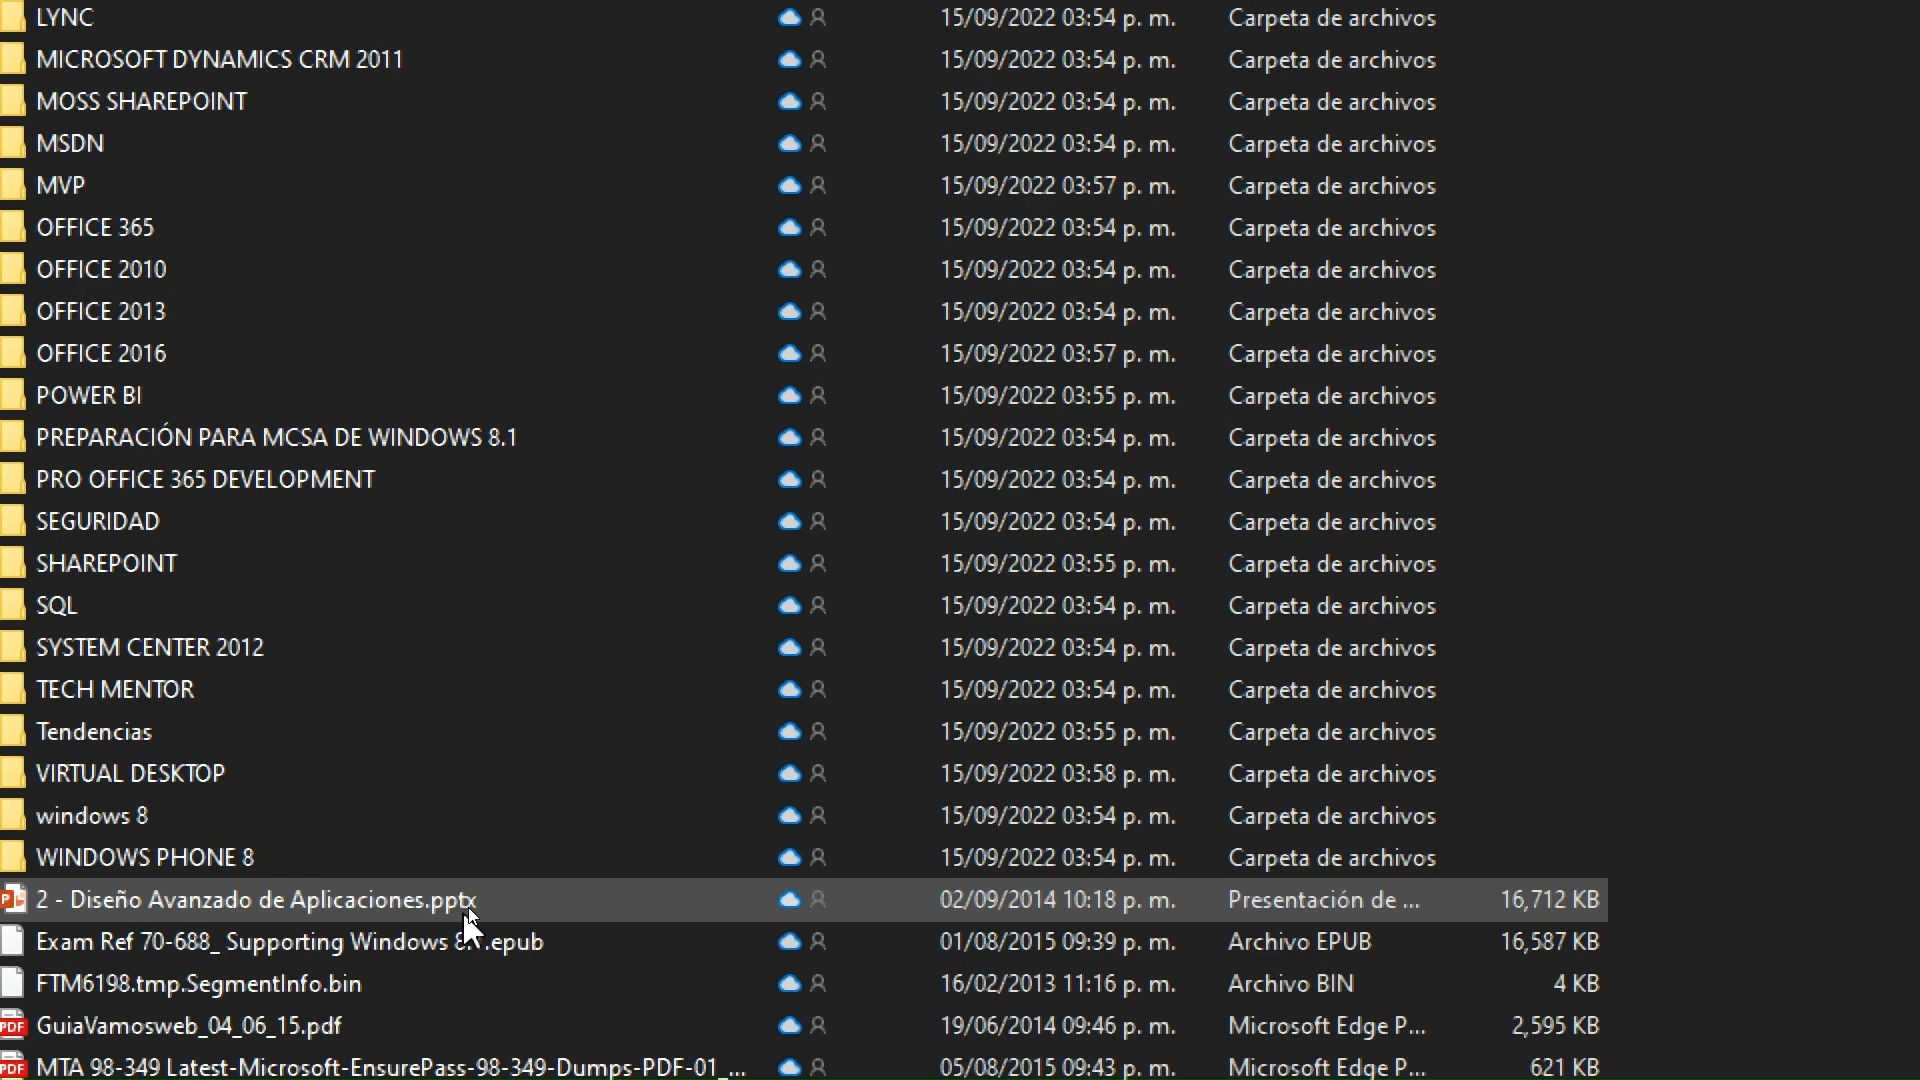 LYNC 15/09/2022 03:54 p. m. Carpeta de archivos
MICROSOFT DYNAMICS CRM 2011 15/09/2022 03:54 p. m. Carpeta de archivos
MOSS SHAREPOINT 15/09/2022 03:54 p. m. Carpeta de archivos
MSDN 15/09/2022 03:54 p. m. Carpeta de archivos
MVP 15/09/2022 03:57 p. m. Carpeta de archivos
OFFICE 365 15/09/2022 03:54 p. m. Carpeta de archivos
OFFICE 2010 15/09/2022 03:54 p. m. Carpeta de archivos
OFFICE 2013 15/09/2022 03:54 p. m. Carpeta de archivos
OFFICE 2016 15/09/2022 03:57 p. m. Carpeta de archivos
POWER BI 15/09/2022 03:55 p. m. Carpeta de archivos
PREPARACIÓN PARA MCSA DE WINDOWS 8.1 15/09/2022 03:54 p. m. Carpeta de archivos
PRO OFFICE 365 DEVELOPMENT 15/09/2022 03:54 p. m. Carpeta de archivos
SEGURIDAD 15/09/2022 03:54 p. m. Carpeta de archivos
SHAREPOINT 15/09/2022 03:55 p. m. Carpeta de archivos
SQL 15/09/2022 03:54 p. m. Carpeta de archivos
SYSTEM CENTER 2012 15/09/2022 03:54 p. m. Carpeta de archivos
TECH MENTOR 15/09/2022 03:54 p. m. Carpeta de archivos
Tendencias 15/09/2022 03:55 p. m. Carpeta de archivos
VIRTUAL DESKTOP 15/09/2022 03:58 p. m. Carpeta de archivos
windows 8 15/09/2022 03:54 p. m. Carpeta de archivos
WINDOWS PHONE 8 15/09/2022 03:54 p. m. Carpeta de archivos
2 - Diseño Avanzado de Aplicaciones.pptx 02/09/2014 10:18 p. m. Presentación de ... 16,712 KB
Exam Ref 70-688_ Supporting Windows .epub 01/08/2015 09:39 p. m. Archivo EPUB 16,587 KB
FTM6198.tmp.SegmentInfo.bin 16/02/2013 11:16 p. m. Archivo BIN 4 KB
GuiaVamosweb_04_06_15.pdf 19/06/2014 09:46 p. m. Microsoft Edge P... 2,595 KB
MTA 98-349 Latest-Microsoft-EnsurePass-98-349-Dumps-PDF-01_... 05/08/2015 09:43 p. m. Microsoft Edge P... 621 KB